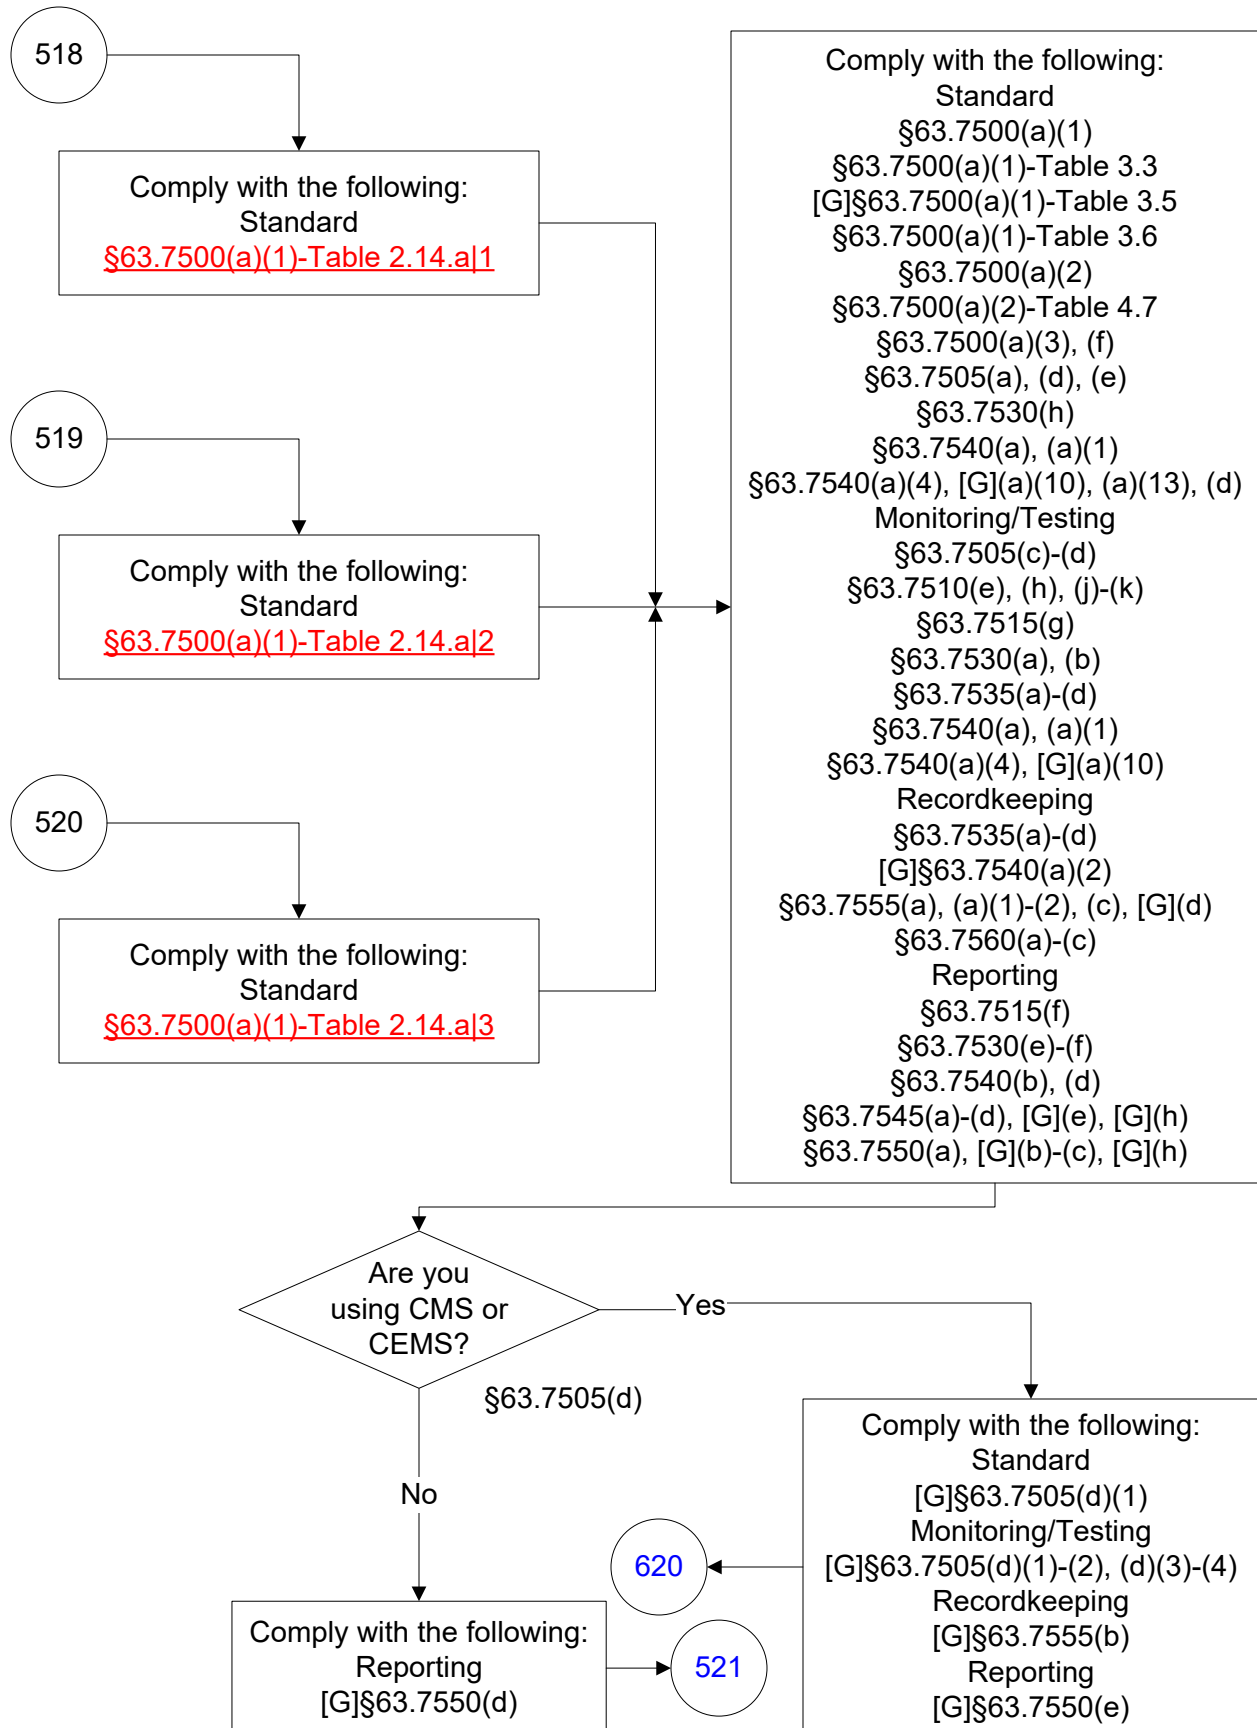 518
Comply with the following:
Standard
§63.7500(a)(1)-Table 2.14.a|1
519
Comply with the following:
Standard
§63.7500(a)(1)-Table 2.14.a|2
520
Comply with the following:
Standard
§63.7500(a)(1)-Table 2.14.a|3
Comply with the following:
Standard
§63.7500(a)(1)
§63.7500(a)(1)-Table 3.3
[G]§63.7500(a)(1)-Table 3.5
§63.7500(a)(1)-Table 3.6
§63.7500(a)(2)
§63.7500(a)(2)-Table 4.7
§63.7500(a)(3), (f)
§63.7505(a), (d), (e)
§63.7530(h)
§63.7540(a), (a)(1)
§63.7540(a)(4), [G](a)(10), (a)(13), (d)
Monitoring/Testing
§63.7505(c)-(d)
§63.7510(e), (h), (j)-(k)
§63.7515(g)
§63.7530(a), (b)
§63.7535(a)-(d)
§63.7540(a), (a)(1)
§63.7540(a)(4), [G](a)(10)
Recordkeeping
§63.7535(a)-(d)
[G]§63.7540(a)(2)
§63.7555(a), (a)(1)-(2), (c), [G](d)
§63.7560(a)-(c)
Reporting
§63.7515(f)
§63.7530(e)-(f)
§63.7540(b), (d)
§63.7545(a)-(d), [G](e), [G](h)
§63.7550(a), [G](b)-(c), [G](h)
Are you
using CMS or
CEMS?
§63.7505(d)
Yes
No
Comply with the following:
Standard
[G]§63.7505(d)(1)
Monitoring/Testing
[G]§63.7505(d)(1)-(2), (d)(3)-(4)
Recordkeeping
[G]§63.7555(b)
Reporting
[G]§63.7550(e)
620
Comply with the following:
Reporting
[G]§63.7550(d)
521